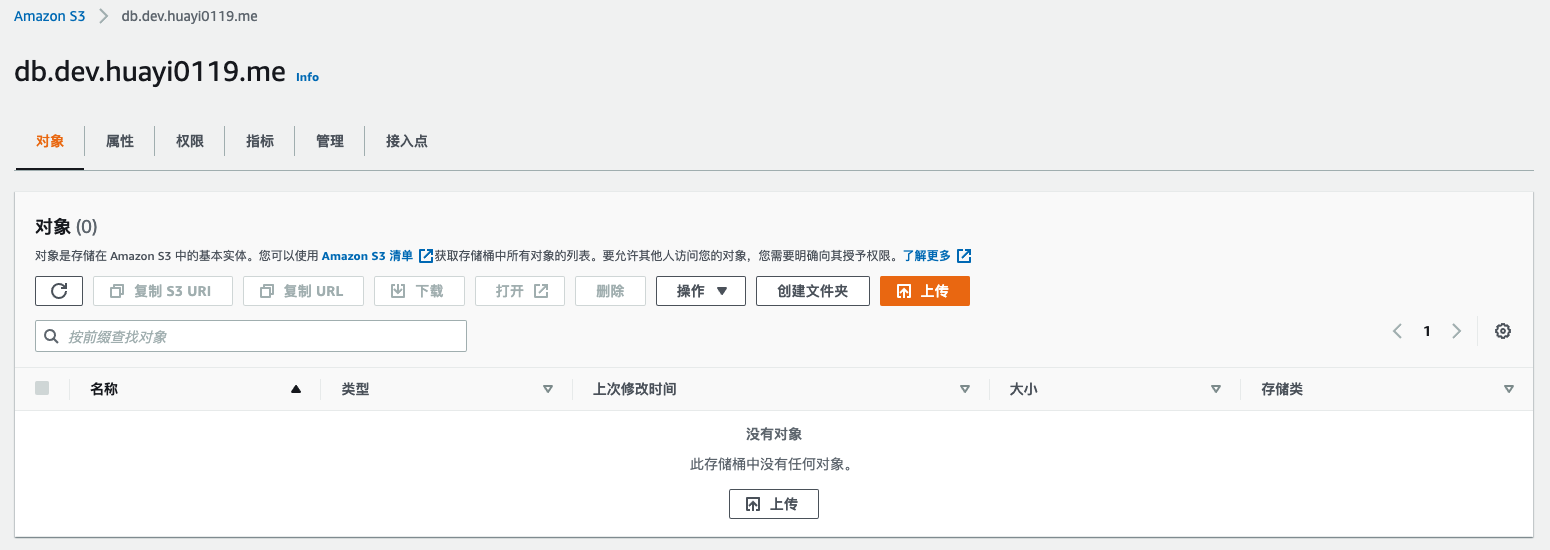 Amazon S3 > db.dev.huayi0119.me
db.dev.huayi0119.me Info
对象 属性 权限 指标 管理 接入点
对象 (0)
对象是存储在 Amazon S3 中的基本实体。您可以使用 Amazon S3 清单 获取存储桶中所有对象的列表。要允许其他人访问您的对象，您需要明确向其授予权限。了解更多
复制 S3 URI 复制 URL 下载 打开 删除 操作 创建文件夹 上传
按前缀查找对象 1
名称 类型 上次修改时间 大小 存储类
没有对象
此存储桶中没有任何对象。
上传